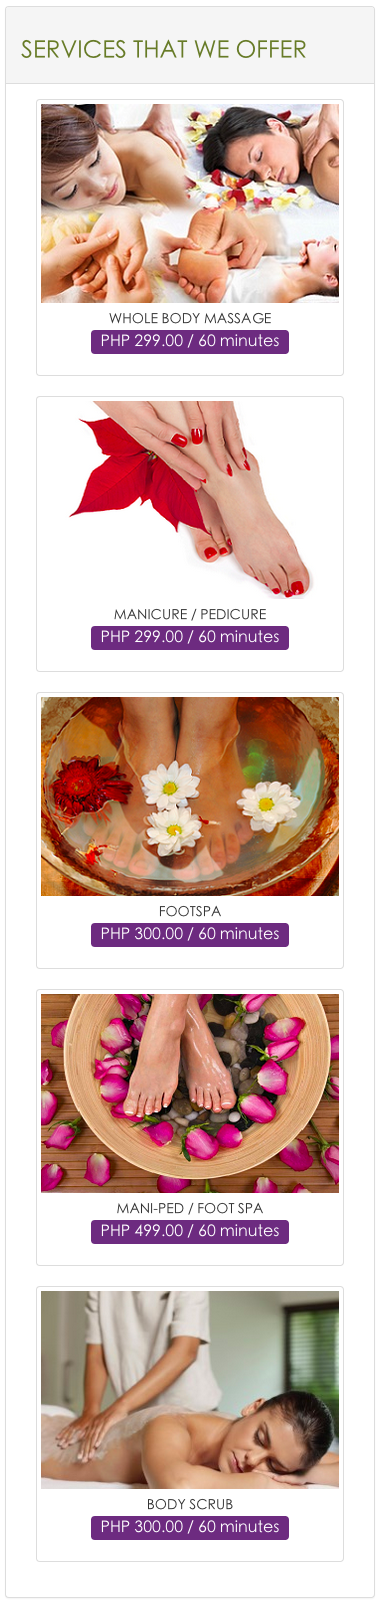 SERVICES THAT WE OFFER
WHOLE BODY MASSAGE
PHP 299.00 / 60 minutes
MANICURE / PEDICURE
PHP 299.00 / 60 minutes
FOOTSPA
PHP 300.00 / 60 minutes
MANI-PED / FOOT SPA
PHP 499.00 / 60 minutes
BODY SCRUB
PHP 300.00 / 60 minutes